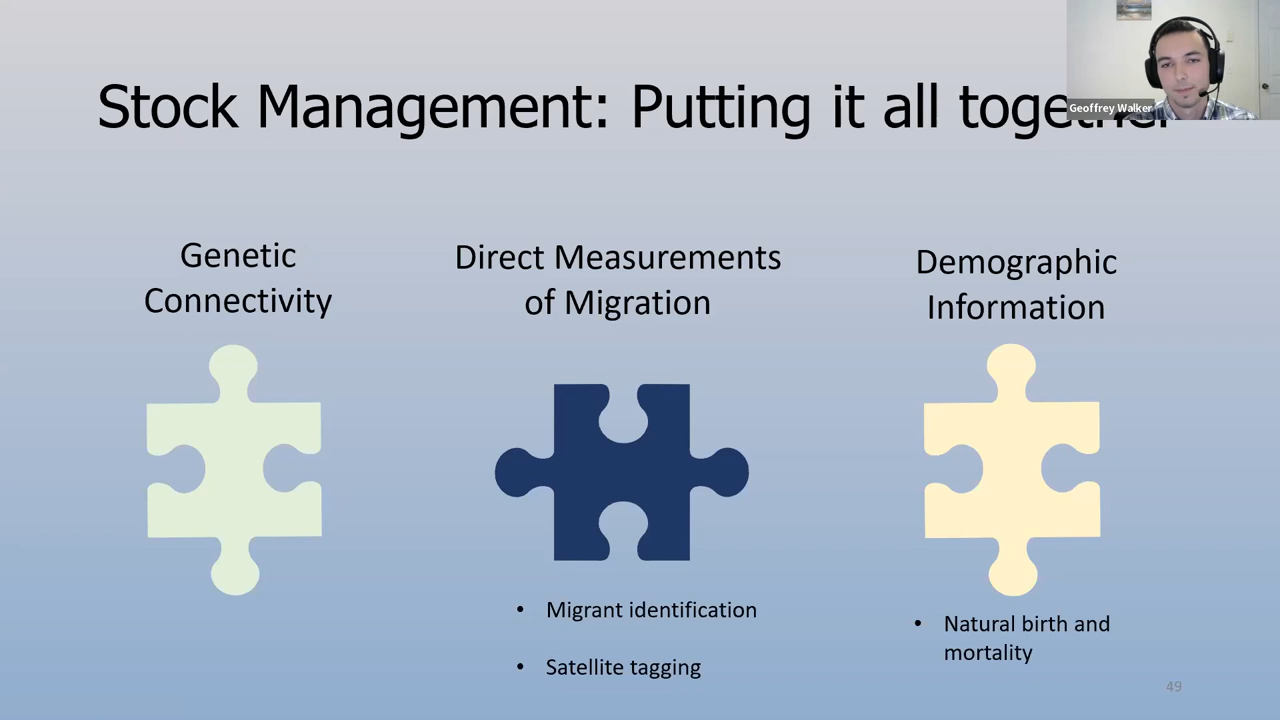 Stock Management: Putting it all together
Geoffrey Walker
Genetic
Connectivity
Direct Measurements
of Migration
Demographic
Information
• Migrant identification
• Satellite tagging
• Natural birth and
mortality
49